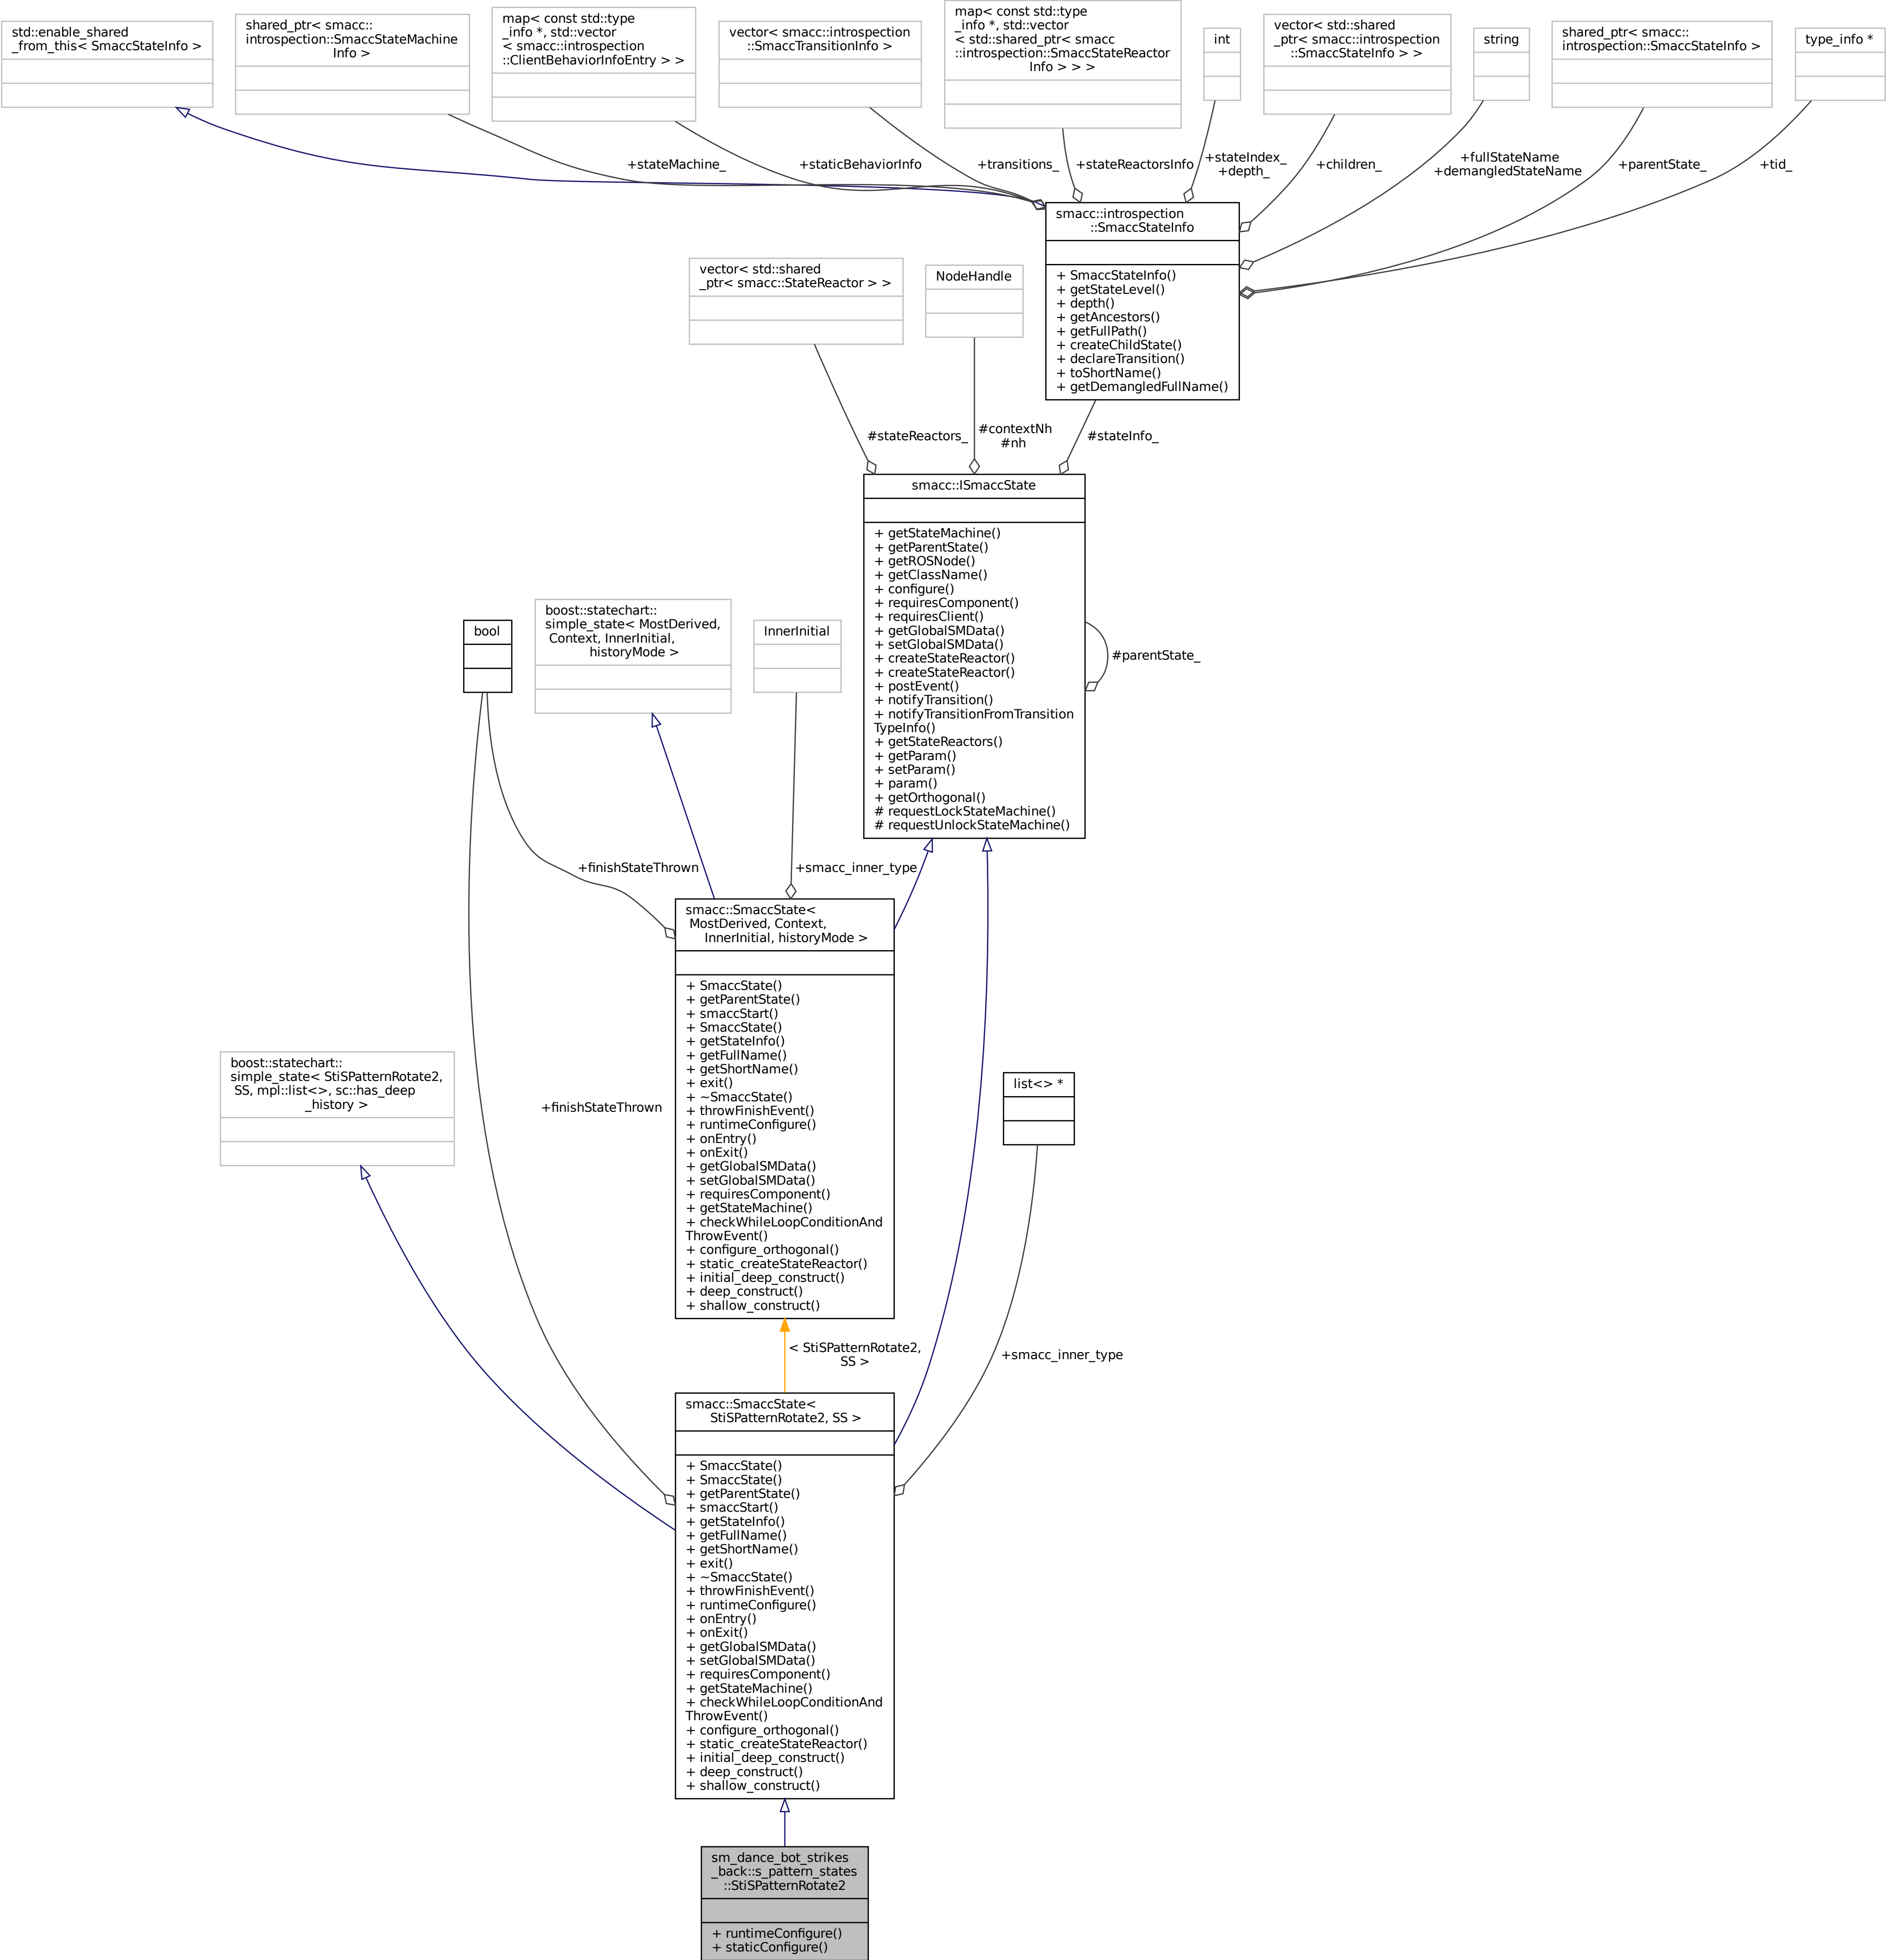 std::enable_shared
_from_this< SmaccStateInfo >
shared_ptr< smacc::
introspection::SmaccStateMachine
Info >
map< const std::type
_info *, std::vector
< smacc::introspection
::ClientBehaviorInfoEntry > >
vector< smacc::introspection
::SmaccTransitionInfo >
map< const std::type
_info *, std::vector
< std::shared_ptr< smacc
::introspection::SmaccStateReactor
Info > > >
int
vector< std::shared
_ptr< smacc::introspection
::SmaccStateInfo > >
string
shared_ptr< smacc::
introspection::SmaccStateInfo >
type_info *
+stateMachine_
+staticBehaviorInfo
+transitions_
+stateReactorsInfo
+stateIndex_
+depth_
+children_
+fullStateName
+demangledStateName
+parentState_
+tid_
smacc::introspection
::SmaccStateInfo
+ SmaccStateInfo()
+ getStateLevel()
+ depth()
+ getAncestors()
+ getFullPath()
+ createChildState()
+ declareTransition()
+ toShortName()
+ getDemangledFullName()
vector< std::shared
_ptr< smacc::StateReactor > >
NodeHandle
#stateReactors_
#contextNh
#nh
#stateInfo_
smacc::ISmaccState
+ getStateMachine()
+ getParentState()
+ getROSNode()
+ getClassName()
+ configure()
+ requiresComponent()
+ requiresClient()
+ getGlobalSMData()
+ setGlobalSMData()
+ createStateReactor()
+ createStateReactor()
+ postEvent()
+ notifyTransition()
+ notifyTransitionFromTransition
TypeInfo()
+ getStateReactors()
+ getParam()
+ setParam()
+ param()
+ getOrthogonal()
# requestLockStateMachine()
# requestUnlockStateMachine()
#parentState_
bool
boost::statechart::
simple_state< MostDerived,
Context, InnerInitial,
historyMode >
InnerInitial
+finishStateThrown
+smacc_inner_type
smacc::SmaccState<
MostDerived, Context,
InnerInitial, historyMode >
+ SmaccState()
+ getParentState()
+ smaccStart()
+ SmaccState()
+ getStateInfo()
+ getFullName()
+ getShortName()
+ exit()
+ ~SmaccState()
+ throwFinishEvent()
+ runtimeConfigure()
+ onEntry()
+ onExit()
+ getGlobalSMData()
+ setGlobalSMData()
+ requiresComponent()
+ getStateMachine()
+ checkWhileLoopConditionAnd
ThrowEvent()
+ configure_orthogonal()
+ static_createStateReactor()
+ initial_deep_construct()
+ deep_construct()
+ shallow_construct()
boost::statechart::
simple_state< StiSPatternRotate2,
SS, mpl::list<>, sc::has_deep
_history >
+finishStateThrown
list<> *
< StiSPatternRotate2,
SS >
+smacc_inner_type
smacc::SmaccState<
StiSPatternRotate2, SS >
+ SmaccState()
+ SmaccState()
+ getParentState()
+ smaccStart()
+ getStateInfo()
+ getFullName()
+ getShortName()
+ exit()
+ ~SmaccState()
+ throwFinishEvent()
+ runtimeConfigure()
+ onEntry()
+ onExit()
+ getGlobalSMData()
+ setGlobalSMData()
+ requiresComponent()
+ getStateMachine()
+ checkWhileLoopConditionAnd
ThrowEvent()
+ configure_orthogonal()
+ static_createStateReactor()
+ initial_deep_construct()
+ deep_construct()
+ shallow_construct()
sm_dance_bot_strikes
_back::s_pattern_states
::StiSPatternRotate2
+ runtimeConfigure()
+ staticConfigure()